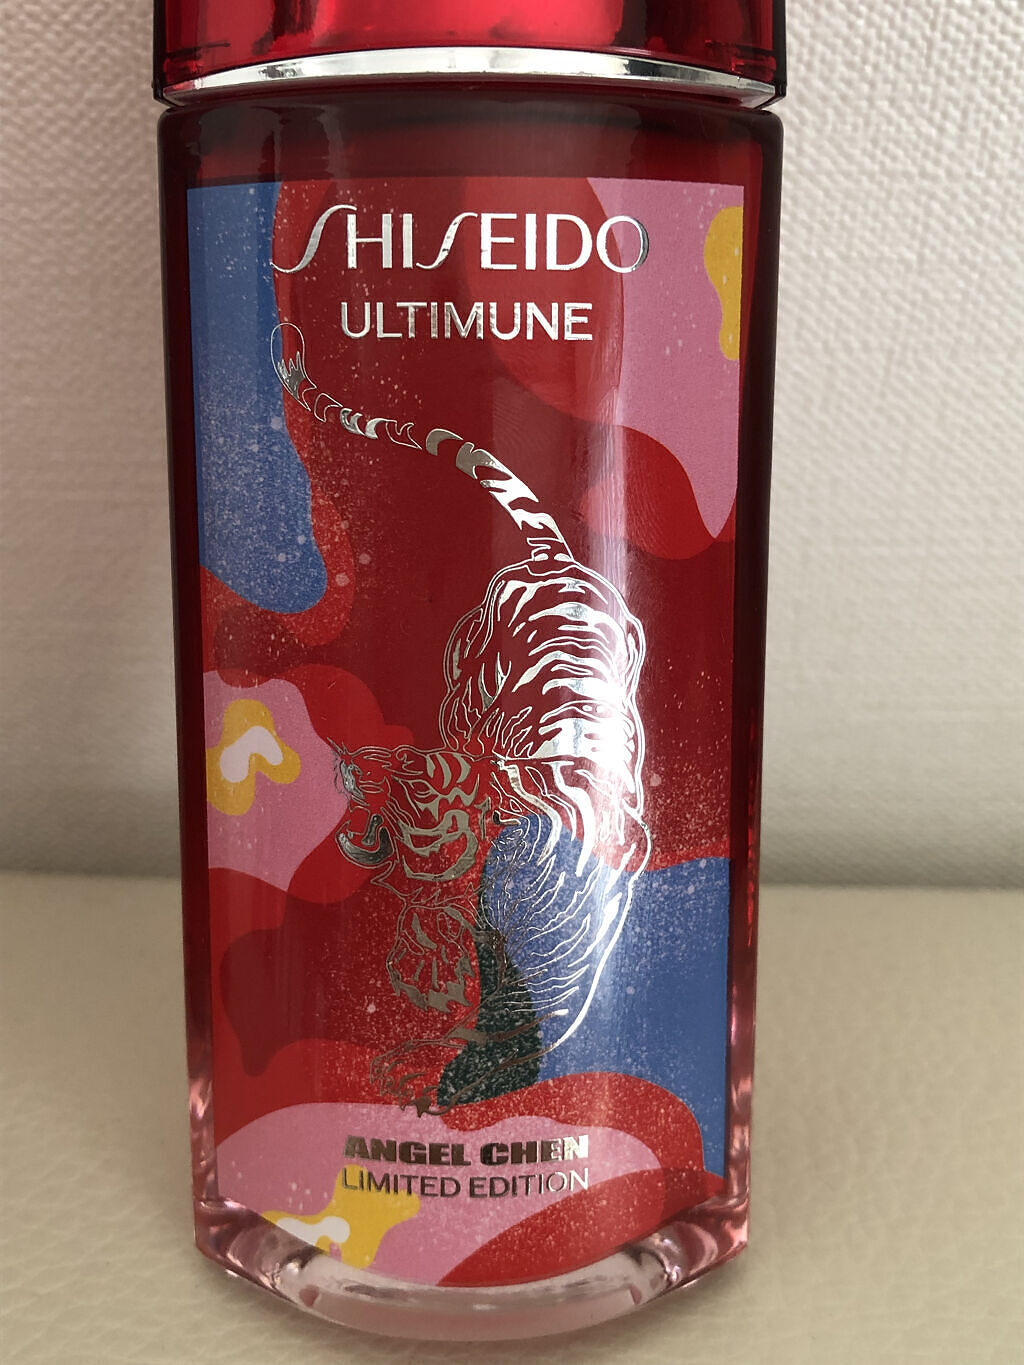 SHISEIDO
ULTIMUNE
ANGEL CHEN
LIMITED EDITION